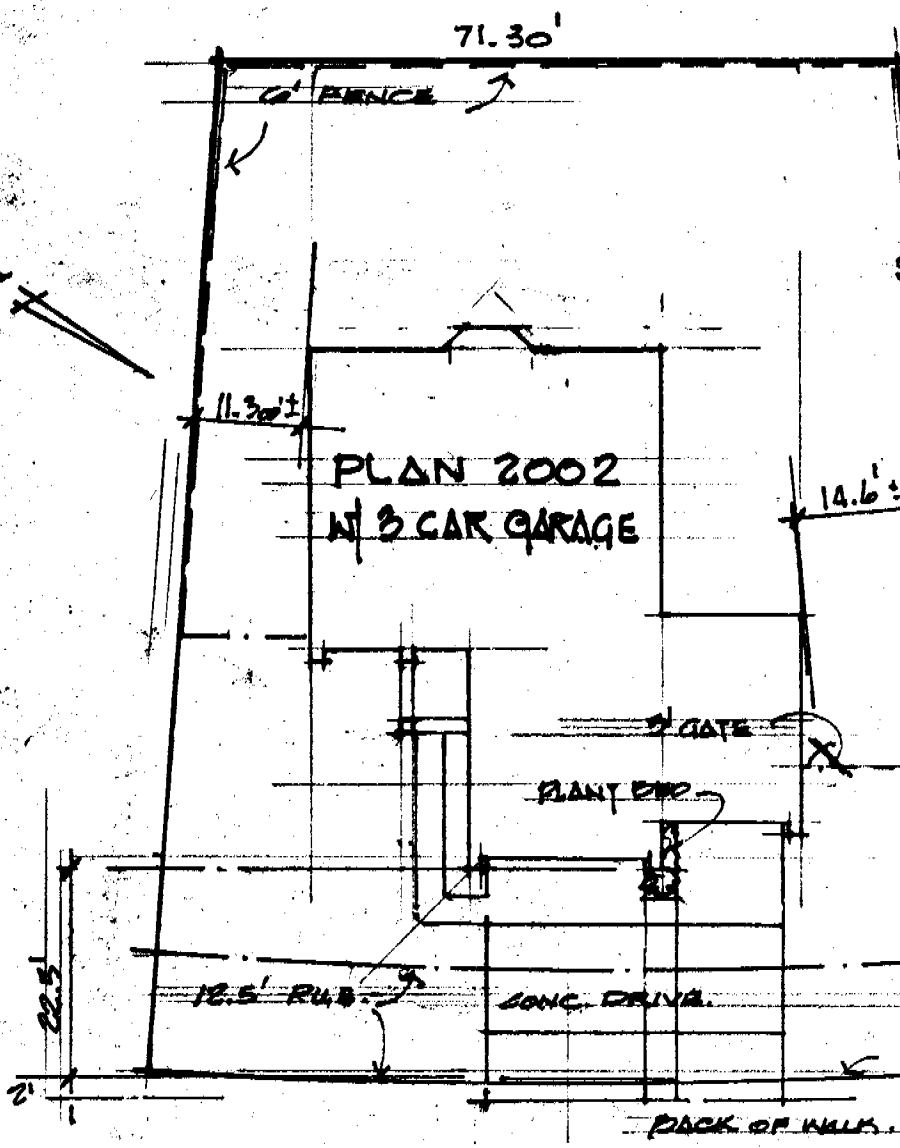 71.30'
6' FENCE
11.30'±
PLAN 2002
W/ 3 CAR GARAGE
14.6'±
3' GATE
PLANT BED
22.5'
12.5' P.U.E.
CONC. DRIVE.
2'
BACK OF WALK.